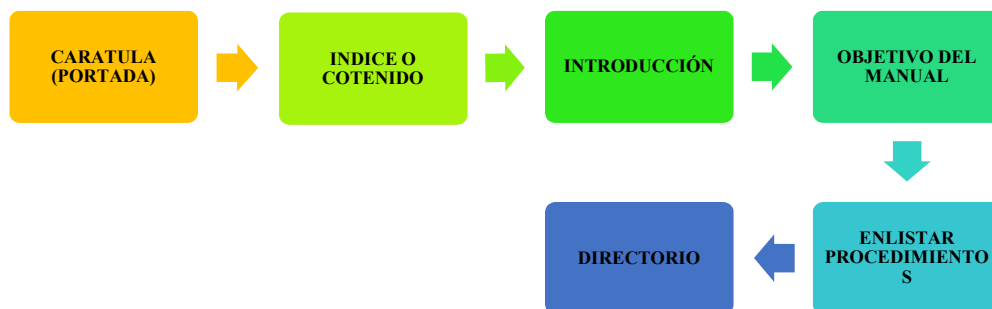 CARATULA
(PORTADA)
INDICE O
COTENIDO
INTRODUCCIÓN
OBJETIVO DEL
MANUAL
ENLISTAR
PROCEDIMIENTO
S
DIRECTORIO